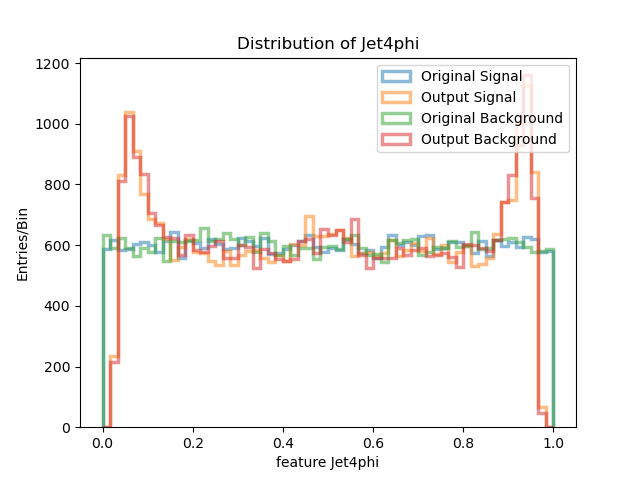 Distribution of Jet4phi
Original Signal
Output Signal
Original Background
Output Background
Entries/Bin
1200
1000
800
600
400
200
0
0.0 0.2 0.4 0.6 0.8 1.0
feature Jet4phi